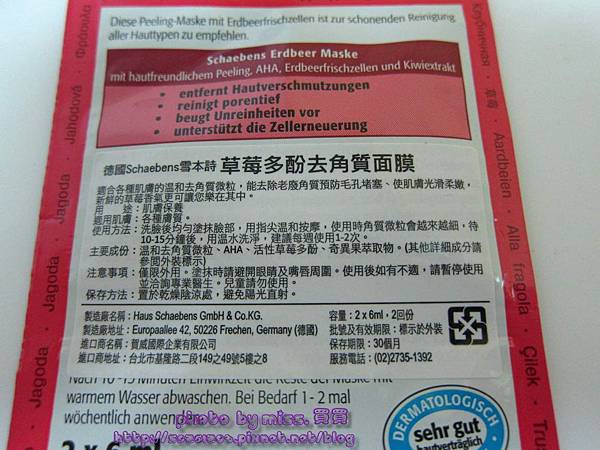 Diese Peeling-Maske mit Erdbeerfrischzellen ist zur schonenden Reinigung
aller Hauttypen zu empfehlen.
Schaebens Erdbeer Maske
mit hautfreundlichem Peeling, AHA, Erdbeerfrischzellen und Kiwiextrakt
• entfernt Hautverschmutzungen
• reinigt porentief
• beugt Unreinheiten vor
• unterstützt die Zellerneuerung
德國Schaebens雪本詩 草莓多酚去角質面膜
適合各種肌膚的溫和去角質微粒，能去除老廢角質預防毛孔堵塞、使肌膚光滑柔嫩，
新鮮的草莓香氣更可讓您樂在其中。
用　　途：肌膚保養
適用肌膚：各種膚質。
使用方法：洗臉後均勻塗抹臉部，用指尖溫和按摩，使用時角質微粒會越來越細，待
10-15分鐘後，用溫水洗淨，建議每週使用1-2次。
主要成份：溫和去角質微粒、AHA、活性草莓多酚、奇異果萃取物。(其他詳細成分請
參閱外裝標示)
注意事項：僅限外用。塗抹時請避開眼睛及嘴唇周圍。使用後如有不適，請暫停使用
並洽詢專業醫生。兒童請勿使用。
保存方法：置於乾燥陰涼處，避免陽光直射。
製造廠名稱：Haus Schaebens GmbH & Co.KG.
製造廠地址：Europaallee 42, 50226 Frechen, Germany (德國)
進口商名稱：賀威國際企業有限公司
進口商地址：台北市基隆路二段149之49號5樓之8
容量：2 x 6ml，2回份
批號及有效期限：標示於外裝
保存期限：30個月
服務電話：(02)2735-1392
Nach 10-15 Minuten Einwirkzeit die Reste der Maske mit
warmem Wasser abwaschen. Bei Bedarf 1 - 2 mal
wöchentlich anwen
2 x 6 ml
DERMATOLOGISCH
sehr gut
hautverträglich
Jagoda · Jagoda · Jagoda · Jahodová · Фраоула
Клубничная · 草莓 · Aardbeien · Alla fragola · Çilek
photo by miss.莉莉